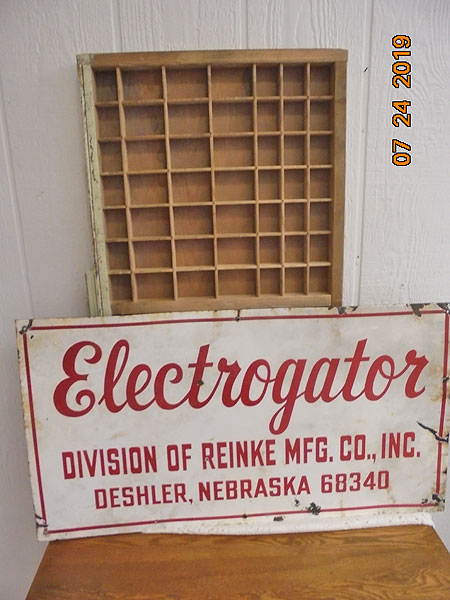 07 24 2019
Electrogator
DIVISION OF REINKE MFG. CO., INC.
DESHLER, NEBRASKA 68340